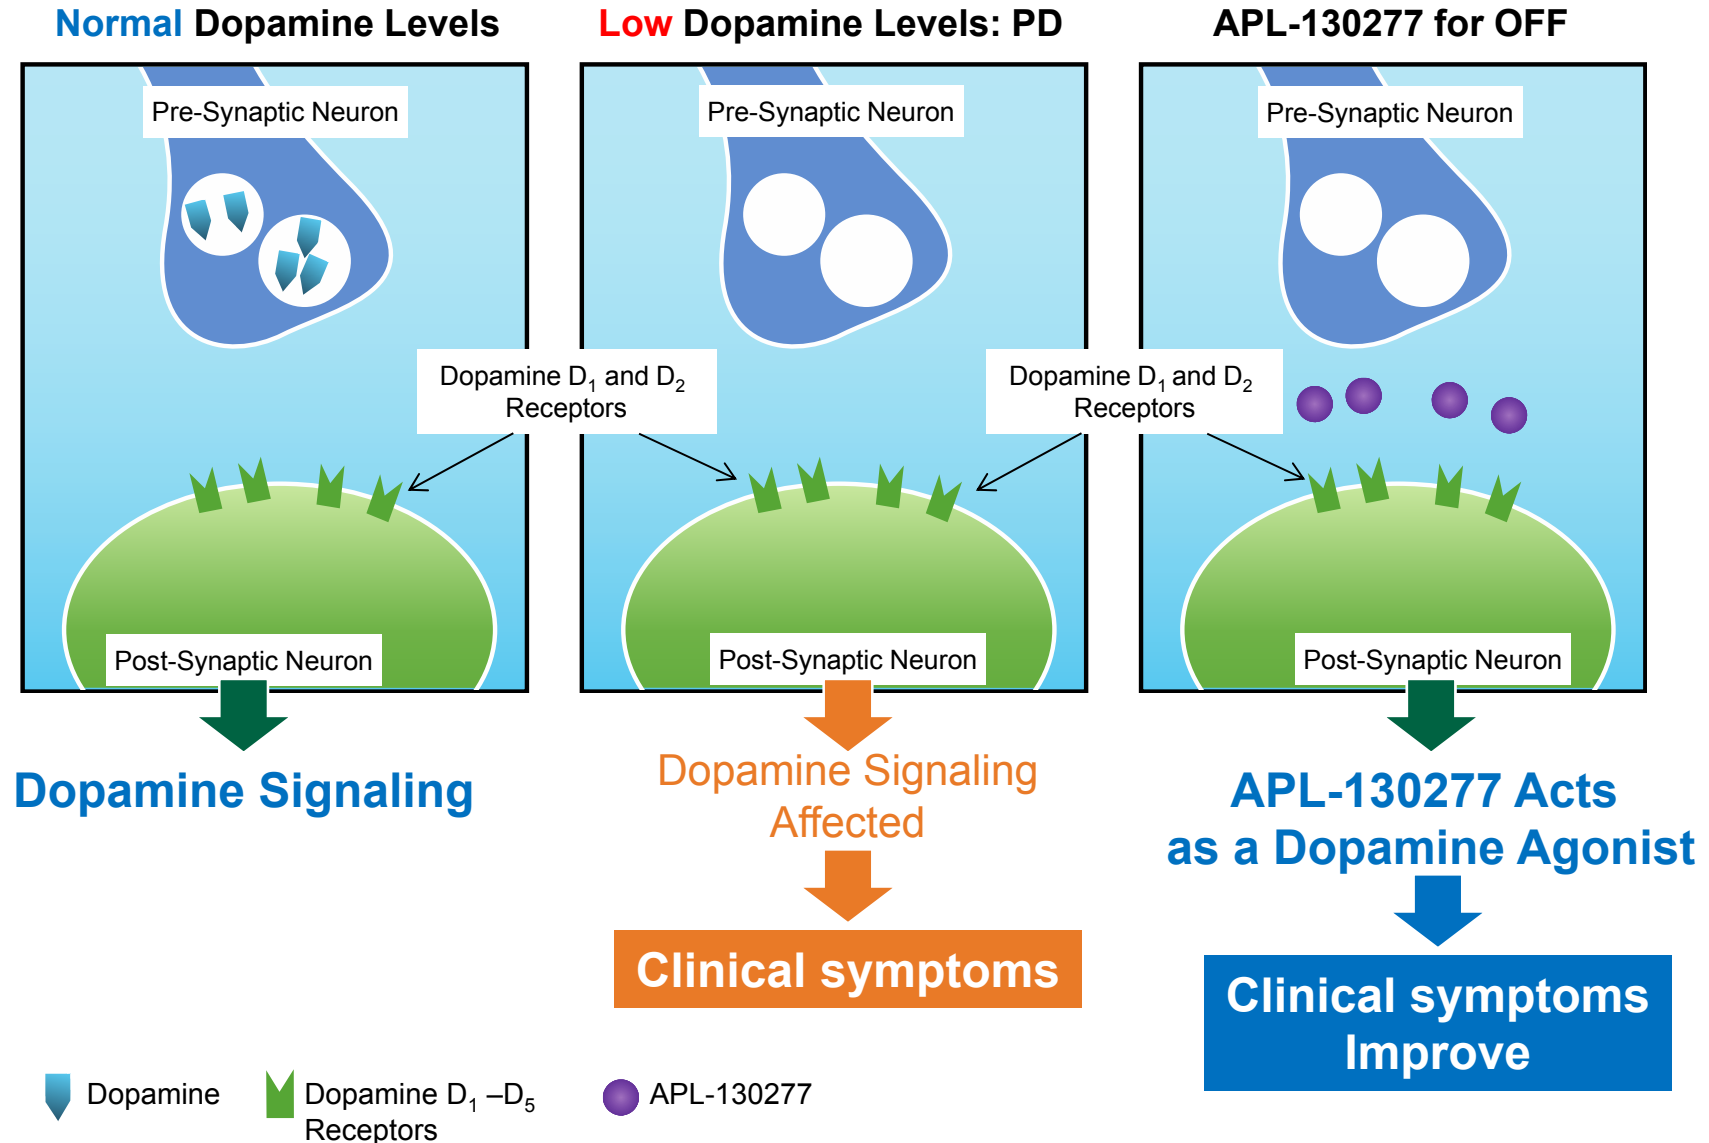 Normal Dopamine Levels
Low Dopamine Levels: PD
APL-130277 for OFF
Pre-Synaptic Neuron
Pre-Synaptic Neuron
Pre-Synaptic Neuron
Dopamine D1 and D2
Receptors
Dopamine D1 and D2
Receptors
Post-Synaptic Neuron
Post-Synaptic Neuron
Post-Synaptic Neuron
Dopamine Signaling
Dopamine Signaling
Affected
APL-130277 Acts
as a Dopamine Agonist
Clinical symptoms
Clinical symptoms
Improve
Dopamine
Dopamine D1 –D5
Receptors
APL-130277